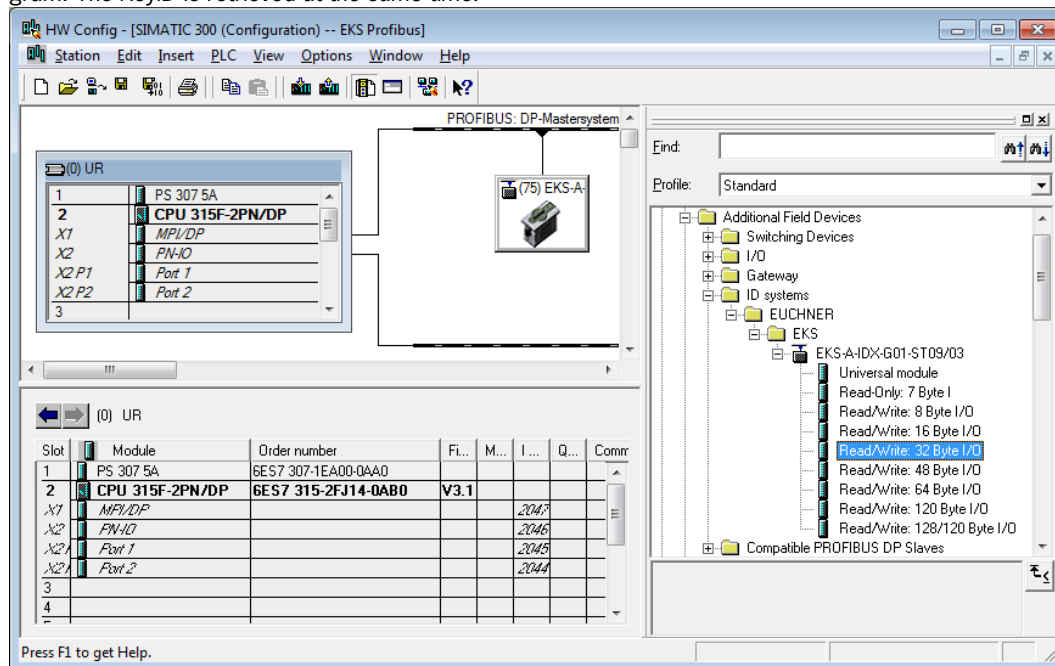 gram. The Key.ID is retrieved at the same time.
HW Config - [SIMATIC 300 (Configuration) -- EKS Profibus]
Station Edit Insert PLC View Options Window Help
PROFIBUS: DP-Mastersystem
(0) UR
1 PS 307 5A
2 CPU 315F-2PN/DP
X1 MPI/DP
X2 PN-IO
X2 P1 Port 1
X2 P2 Port 2
3
(75) EKS-A-
Find:
Profile: Standard
Additional Field Devices
Switching Devices
I/O
Gateway
ID systems
EUCHNER
EKS
EKS-A-IDX-G01-ST09/03
Universal module
Read-Only: 7 Byte I
Read/Write: 8 Byte I/O
Read/Write: 16 Byte I/O
Read/Write: 32 Byte I/O
Read/Write: 48 Byte I/O
Read/Write: 64 Byte I/O
Read/Write: 120 Byte I/O
Read/Write: 128/120 Byte I/O
Compatible PROFIBUS DP Slaves
(0) UR
Slot Module Order number Fi... M... I ... Q... Comm
1 PS 307 5A 6ES7 307-1EA00-0AA0
2 CPU 315F-2PN/DP 6ES7 315-2FJ14-0AB0 V3.1
X1 MPI/DP 2047
X2 PN-IO 2046
X2 Port 1 2045
X2 Port 2 2044
3
4
Press F1 to get Help.